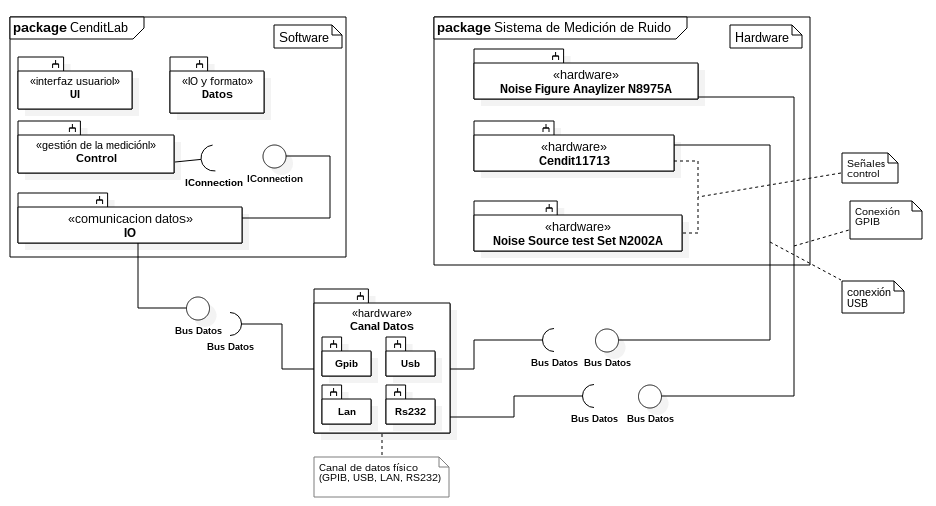 package CenditLab
Software
«interfaz usuariol»
UI
«IO y formato»
Datos
«gestión de la mediciónl»
Control
IConnection
IConnection
«comunicacion datos»
IO
package Sistema de Medición de Ruido
Hardware
«hardware»
Noise Figure Anaylizer N8975A
«hardware»
Cendit11713
«hardware»
Noise Source test Set N2002A
Señales
control
Conexión
GPIB
conexión
USB
Bus Datos
Bus Datos
«hardware»
Canal Datos
Gpib
Usb
Lan
Rs232
Bus Datos
Bus Datos
Bus Datos
Bus Datos
Canal de datos físico
(GPIB, USB, LAN, RS232)